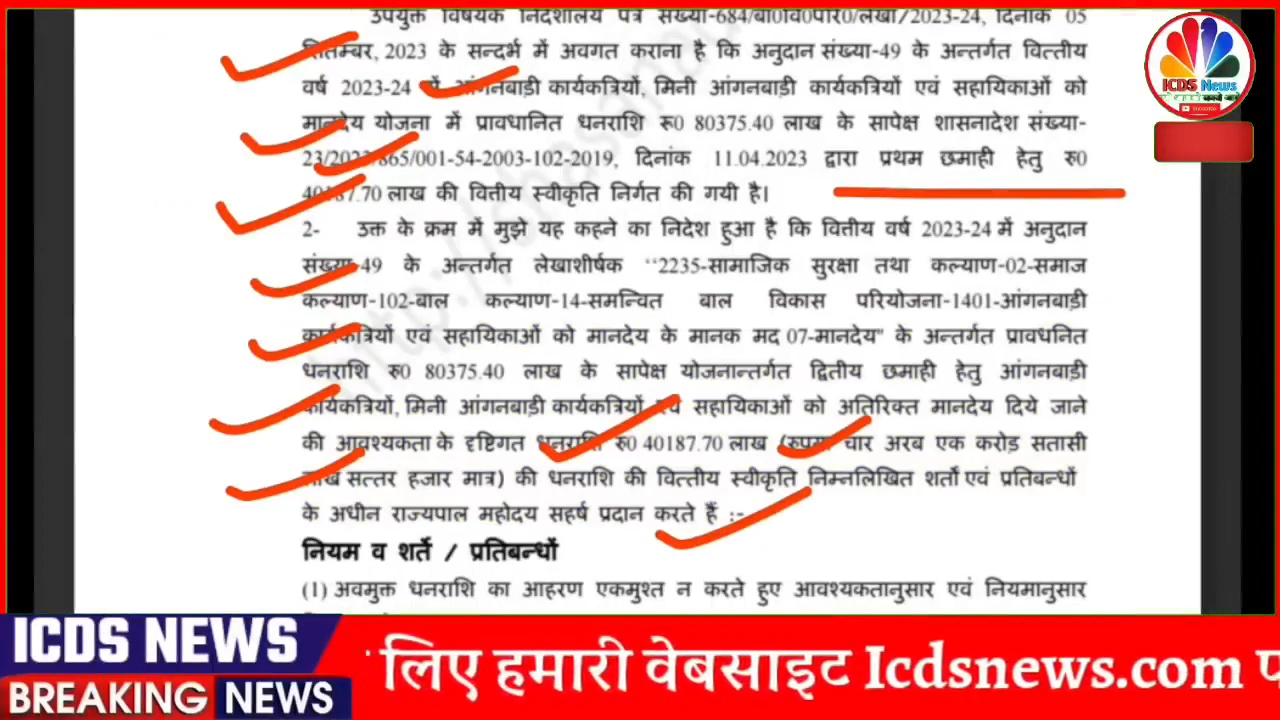 उपर्युक्त विषयक निदेशालय पत्र संख्या-684/बा0वि0परि0/लेखा/2023-24, दिनांक 05
सितम्बर, 2023 के सन्दर्भ में अवगत कराना है कि अनुदान संख्या-49 के अन्तर्गत वित्तीय
वर्ष 2023-24 में आंगनबाड़ी कार्यकत्रियों, मिनी आंगनबाड़ी कार्यकत्रियों एवं सहायिकाओं को
मानदेय योजना में प्रावधानित धनराशि रू0 80375.40 लाख के सापेक्ष शासनादेश संख्या-
23/2023/865/001-54-2003-102-2019, दिनांक 11.04.2023 द्वारा प्रथम छमाही हेतु रू0
40187.70 लाख की वित्तीय स्वीकृति निर्गत की गयी है।
2- उक्त के क्रम में मुझे यह कहने का निदेश हुआ है कि वित्तीय वर्ष 2023-24 में अनुदान
संख्या-49 के अन्तर्गत लेखाशीर्षक "2235-सामाजिक सुरक्षा तथा कल्याण-02-समाज
कल्याण-102-बाल कल्याण-14-समन्वित बाल विकास परियोजना-1401-आंगनबाड़ी
कार्यकत्रियों एवं सहायिकाओं को मानदेय के मानक मद 07-मानदेय" के अन्तर्गत प्रावधनित
धनराशि रू0 80375.40 लाख के सापेक्ष योजनान्तर्गत द्वितीय छमाही हेतु आंगनबाड़ी
कार्यकत्रियों, मिनी आंगनबाड़ी कार्यकत्रियों एवं सहायिकाओं को अतिरिक्त मानदेय दिये जाने
की आवश्यकता के दृष्टिगत धनराशि रू0 40187.70 लाख (रुपया चार अरब एक करोड़ सतासी
लाख सत्तर हजार मात्र) की धनराशि की वित्तीय स्वीकृति निम्नलिखित शर्तो एवं प्रतिबन्धों
के अधीन राज्यपाल महोदय सहर्ष प्रदान करते हैं :-
नियम व शर्ते / प्रतिबन्धों
(1) अवमुक्त धनराशि का आहरण एकमुश्त न करते हुए आवश्यकतानुसार एवं नियमानुसार
ICDS News
ICDS NEWS
BREAKING NEWS
लिए हमारी वेबसाइट Icdsnews.com प